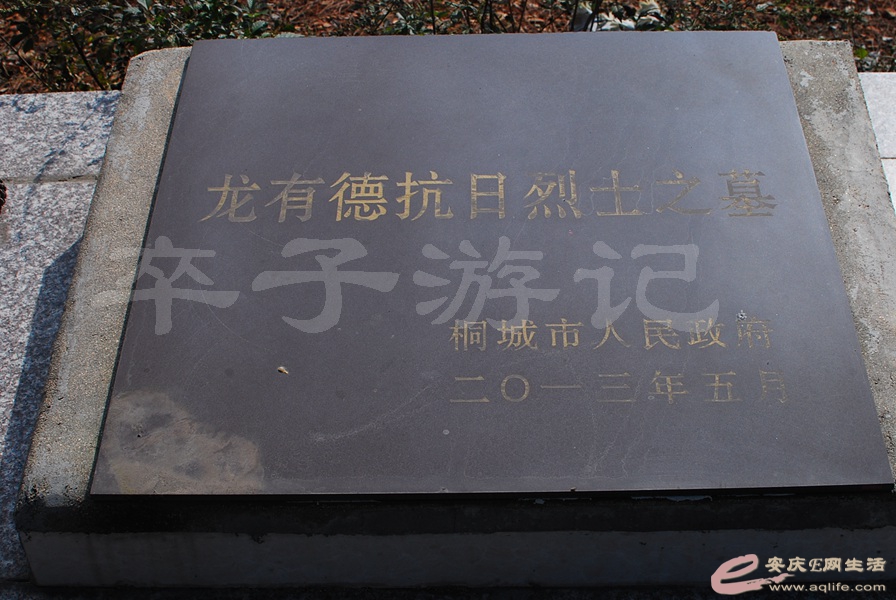 龙有德抗日烈士之墓
卒子游记
桐城市人民政府
二〇一三年五月
安庆E网生活
www.aqlife.com